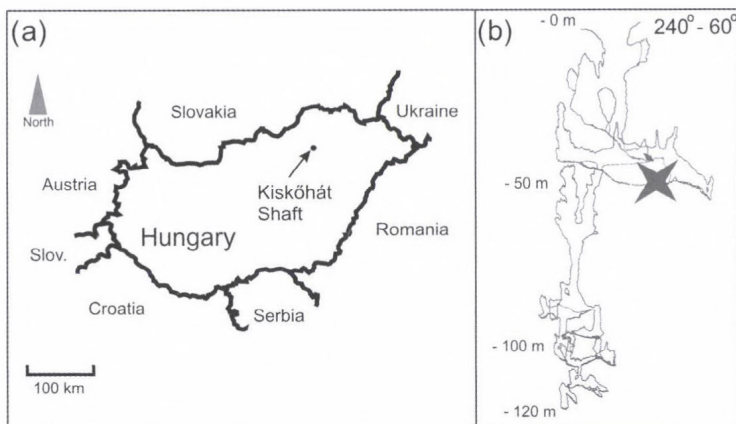 (a)
North
Slovakia
Ukraine
Austria
Kiskőhát
Shaft
Hungary
Romania
Slov.
Croatia
Serbia
100 km
(b)
- 0 m
240° - 60°
- 50 m
- 100 m
- 120 m